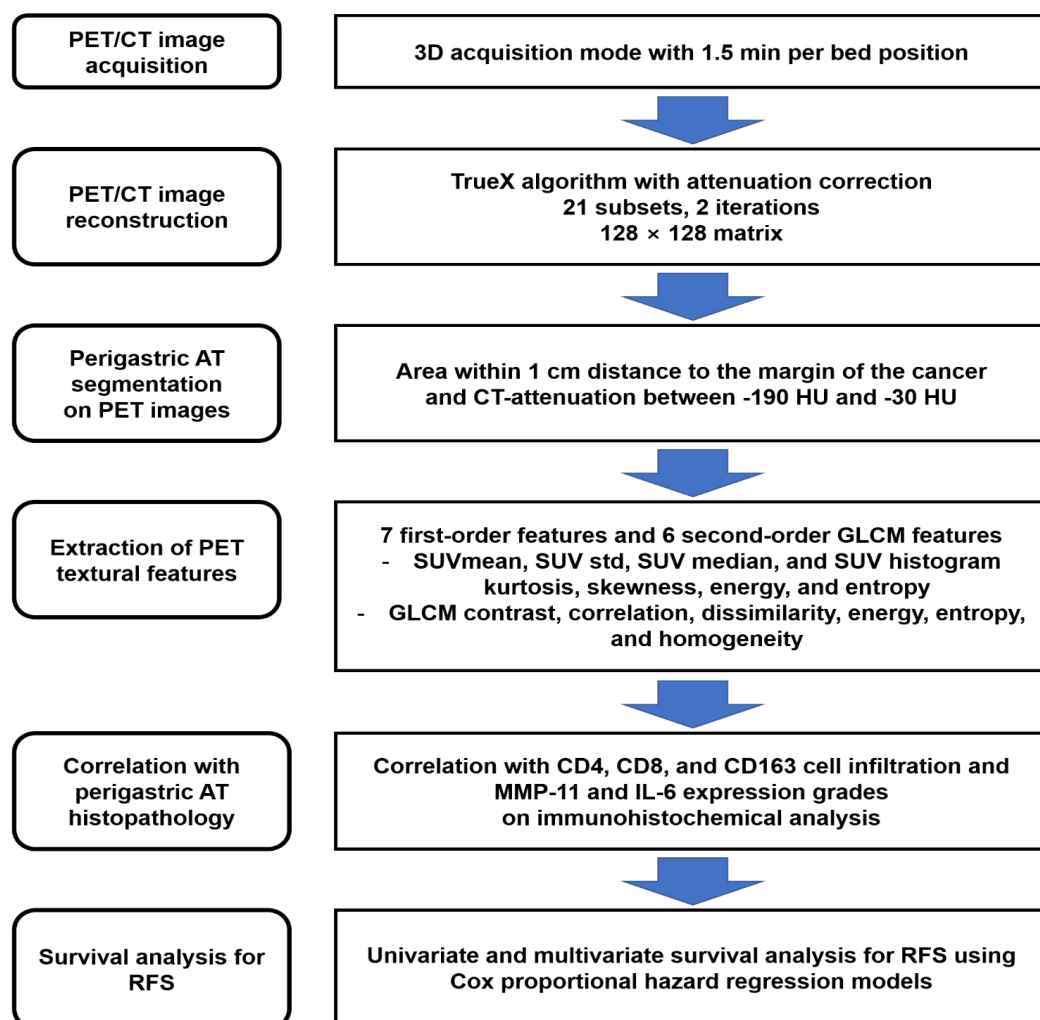 PET/CT image
acquisition
3D acquisition mode with 1.5 min per bed position
PET/CT image
reconstruction
TrueX algorithm with attenuation correction
21 subsets, 2 iterations
128 × 128 matrix
Perigastric AT
segmentation
on PET images
Area within 1 cm distance to the margin of the cancer
and CT-attenuation between -190 HU and -30 HU
Extraction of PET
textural features
7 first-order features and 6 second-order GLCM features
- SUVmean, SUV std, SUV median, and SUV histogram
kurtosis, skewness, energy, and entropy
- GLCM contrast, correlation, dissimilarity, energy, entropy,
and homogeneity
Correlation with
perigastric AT
histopathology
Correlation with CD4, CD8, and CD163 cell infiltration and
MMP-11 and IL-6 expression grades
on immunohistochemical analysis
Survival analysis for
RFS
Univariate and multivariate survival analysis for RFS using
Cox proportional hazard regression models